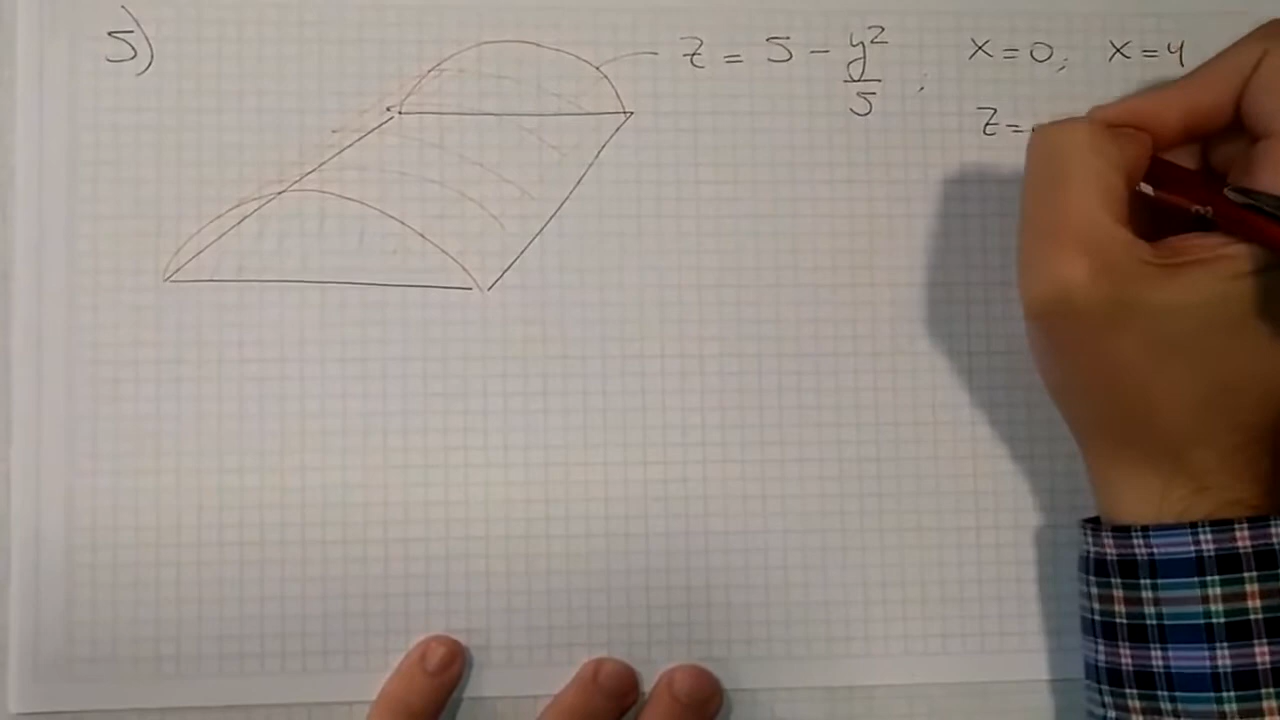 5) z = 5 - y²/5 ; x=0; x=4
z=